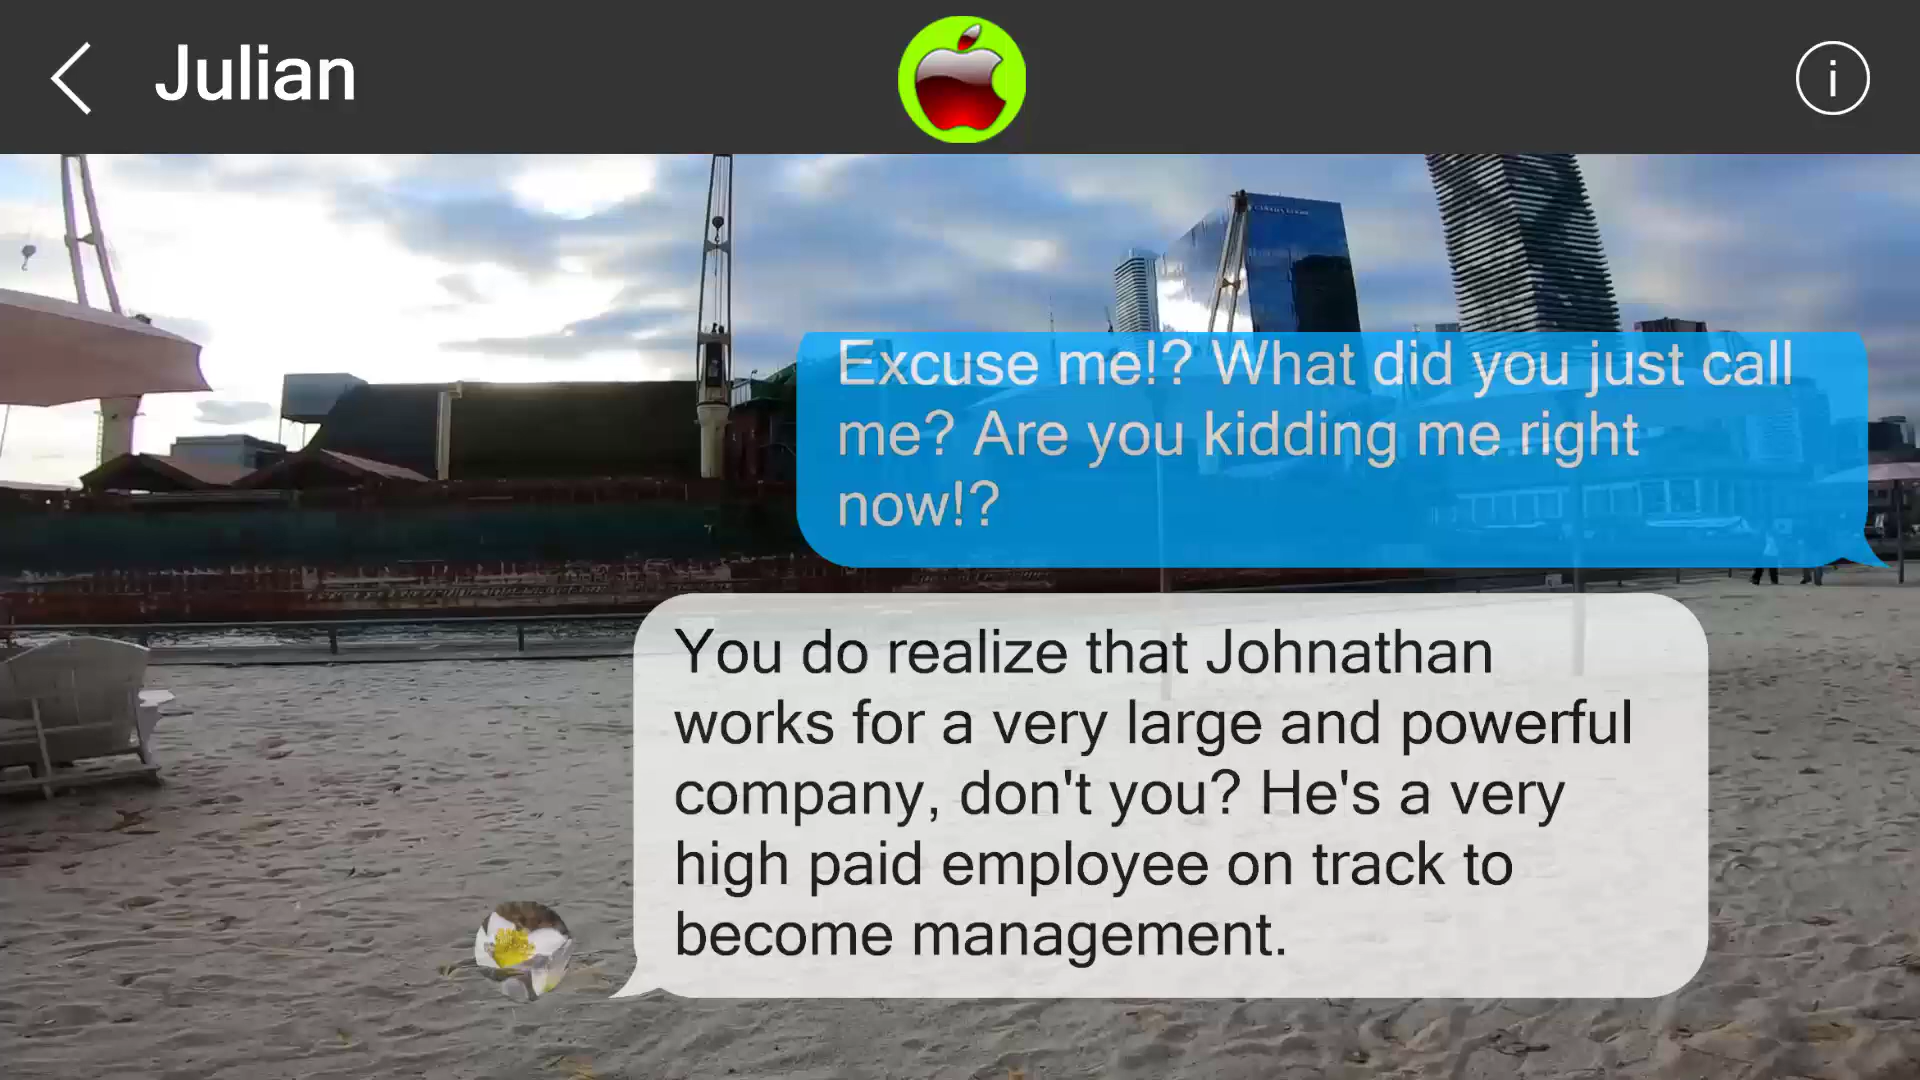 Julian
i
Excuse me!? What did you just call
me? Are you kidding me right
now!?
You do realize that Johnathan
works for a very large and powerful
company, don't you? He's a very
high paid employee on track to
become management.